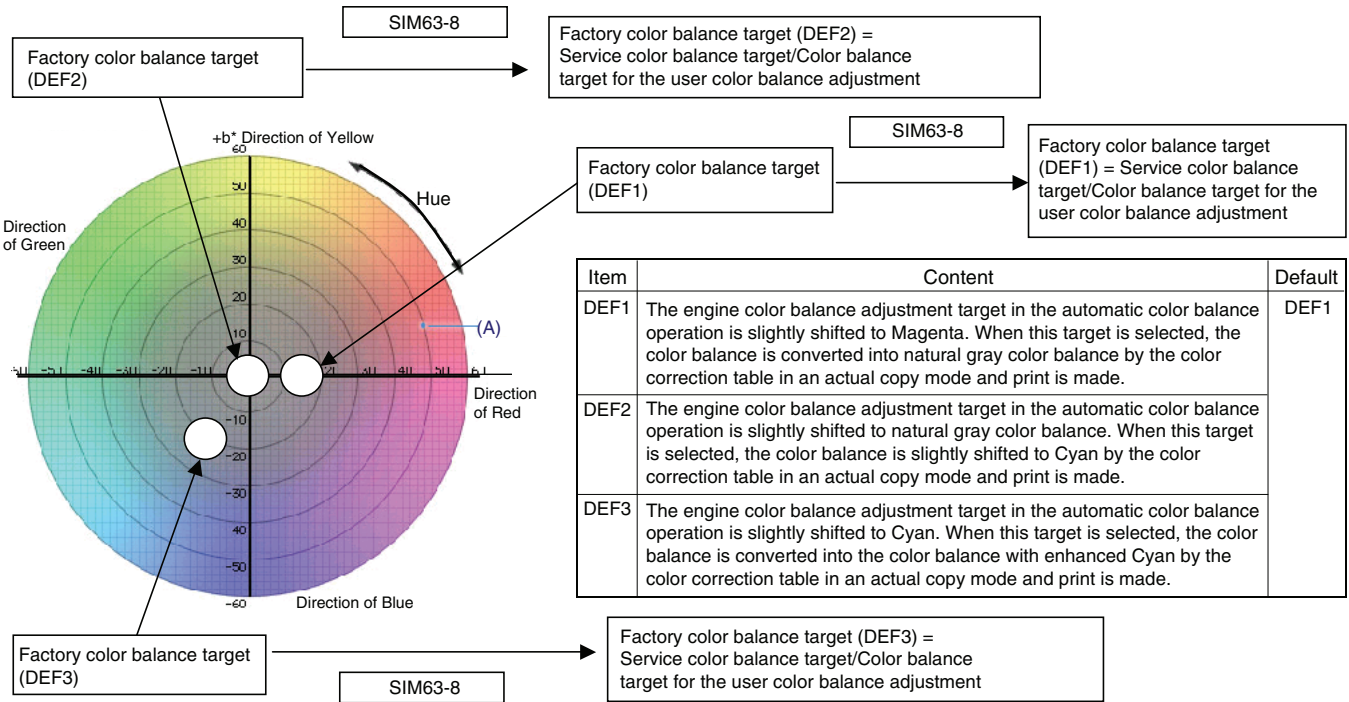 SIM63-8
Factory color balance target
(DEF2)
Factory color balance target (DEF2) =
Service color balance target/Color balance
target for the user color balance adjustment
SIM63-8
Factory color balance target
(DEF1)
Factory color balance target
(DEF1) = Service color balance
target/Color balance target for the
user color balance adjustment
+b* Direction of Yellow
60
50
40
30
20
10
Hue
Direction
of Green
(A)
-10
20
30
40
50
60
Direction
of Red
-10
-20
-30
-40
-50
-60
Direction of Blue
Item Content Default
DEF1 The engine color balance adjustment target in the automatic color balance DEF1
operation is slightly shifted to Magenta. When this target is selected, the
color balance is converted into natural gray color balance by the color
correction table in an actual copy mode and print is made.
DEF2 The engine color balance adjustment target in the automatic color balance
operation is slightly shifted to natural gray color balance. When this target
is selected, the color balance is slightly shifted to Cyan by the color
correction table in an actual copy mode and print is made.
DEF3 The engine color balance adjustment target in the automatic color balance
operation is slightly shifted to Cyan. When this target is selected, the color
balance is converted into the color balance with enhanced Cyan by the
color correction table in an actual copy mode and print is made.
Factory color balance target
(DEF3)
SIM63-8
Factory color balance target (DEF3) =
Service color balance target/Color balance
target for the user color balance adjustment